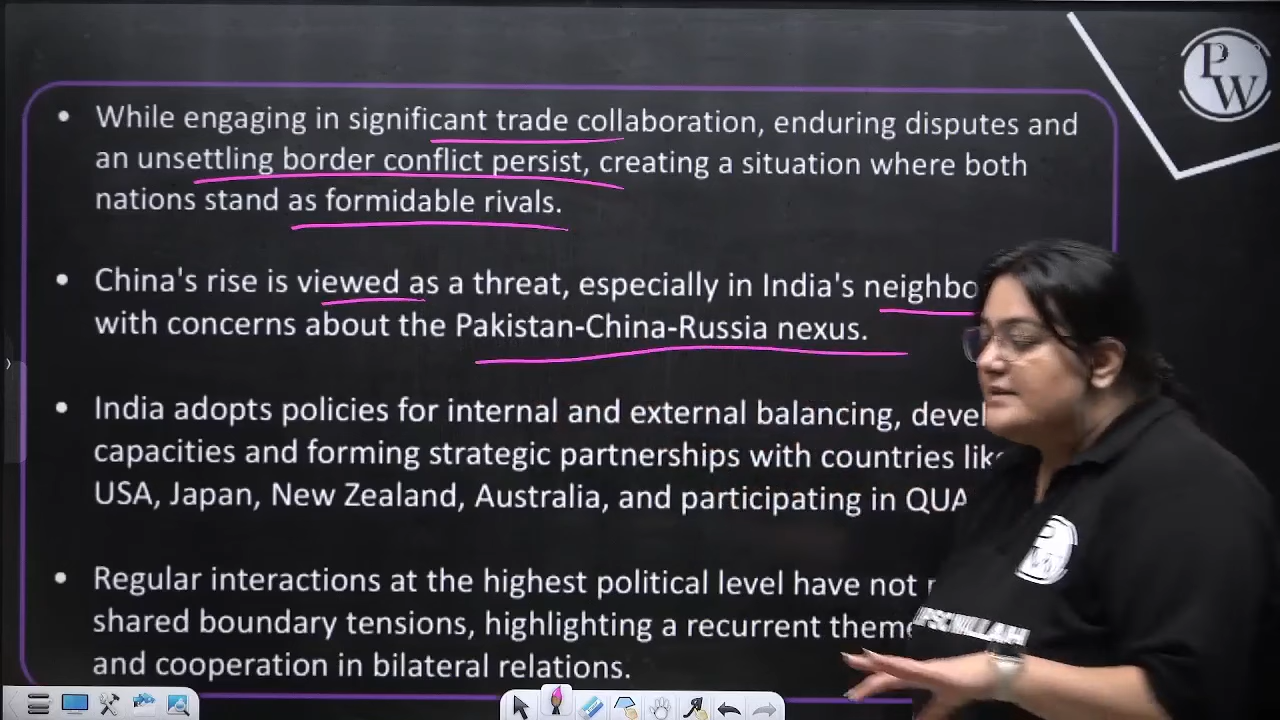 While engaging in significant trade collaboration, enduring disputes and
an unsettling border conflict persist, creating a situation where both
nations stand as formidable rivals.
China's rise is viewed as a threat, especially in India's
with concerns about the Pakistan-China-Russia nexus.
India adopts policies for internal and external balancing,
capacities and forming strategic partnerships with countries
USA, Japan, New Zealand, Australia, and participating in
Regular interactions at the highest political level have not
shared boundary tensions, highlighting a recurrent theme
and cooperation in bilateral relations.
PW
PW